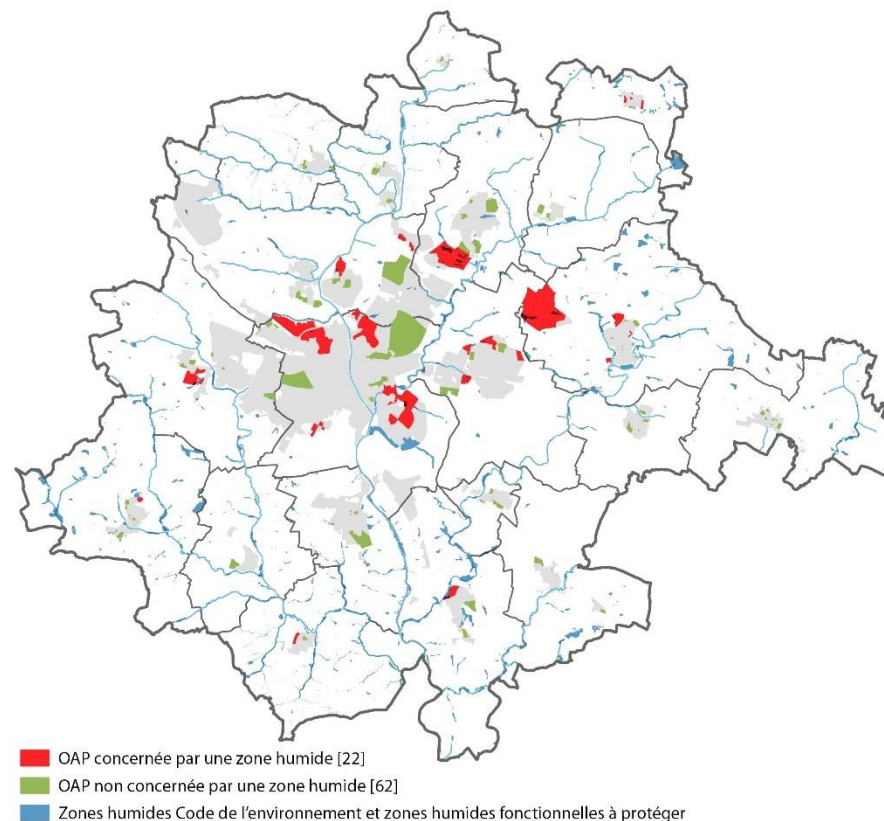 OAP concernée par une zone humide [22]
OAP non concernée par une zone humide [62]
Zones humides Code de l'environnement et zones humides fonctionnelles à protéger